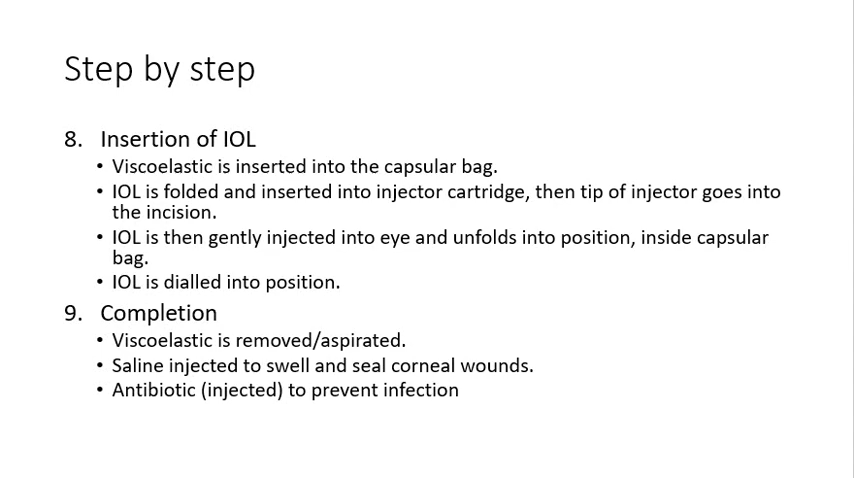 Step by step
8. Insertion of IOL
• Viscoelastic is inserted into the capsular bag.
• IOL is folded and inserted into injector cartridge, then tip of injector goes into
the incision.
• IOL is then gently injected into eye and unfolds into position, inside capsular
bag.
• IOL is dialled into position.
9. Completion
• Viscoelastic is removed/aspirated.
• Saline injected to swell and seal corneal wounds.
• Antibiotic (injected) to prevent infection